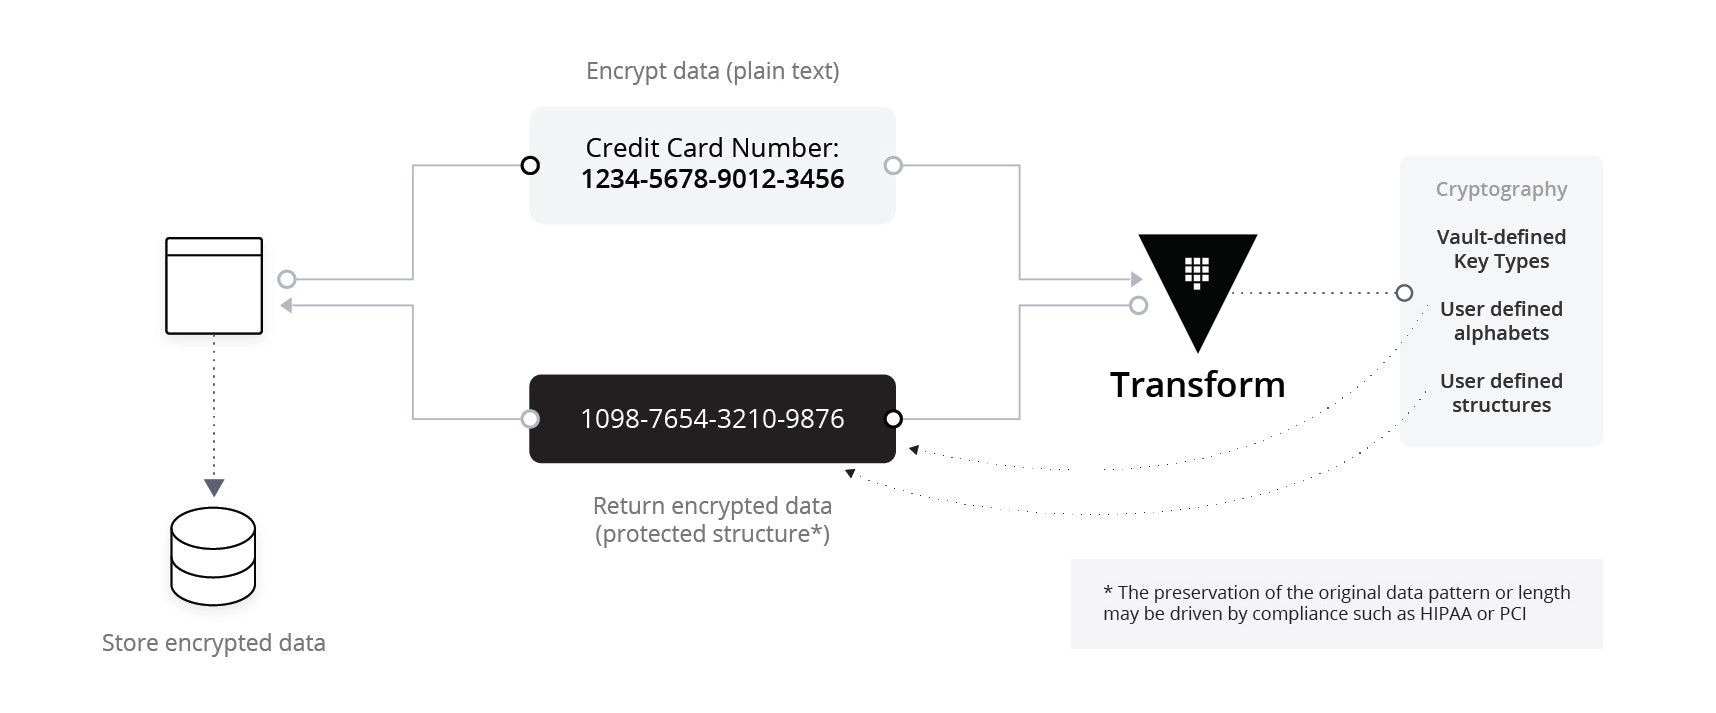 Encrypt data (plain text)
Credit Card Number:
1234-5678-9012-3456
Cryptography
Vault-defined
Key Types
User defined
alphabets
User defined
structures
Transform
1098-7654-3210-9876
Return encrypted data
(protected structure*)
Store encrypted data
* The preservation of the original data pattern or length
may be driven by compliance such as HIPAA or PCI